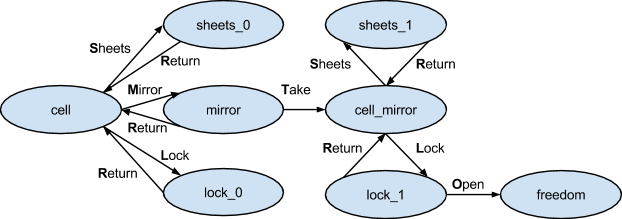 sheets_0
sheets_1
Sheets
Return
Sheets
Return
Mirror
Take
cell
mirror
cell_mirror
Return
Lock
Return
Return
Lock
Open
lock_0
lock_1
freedom